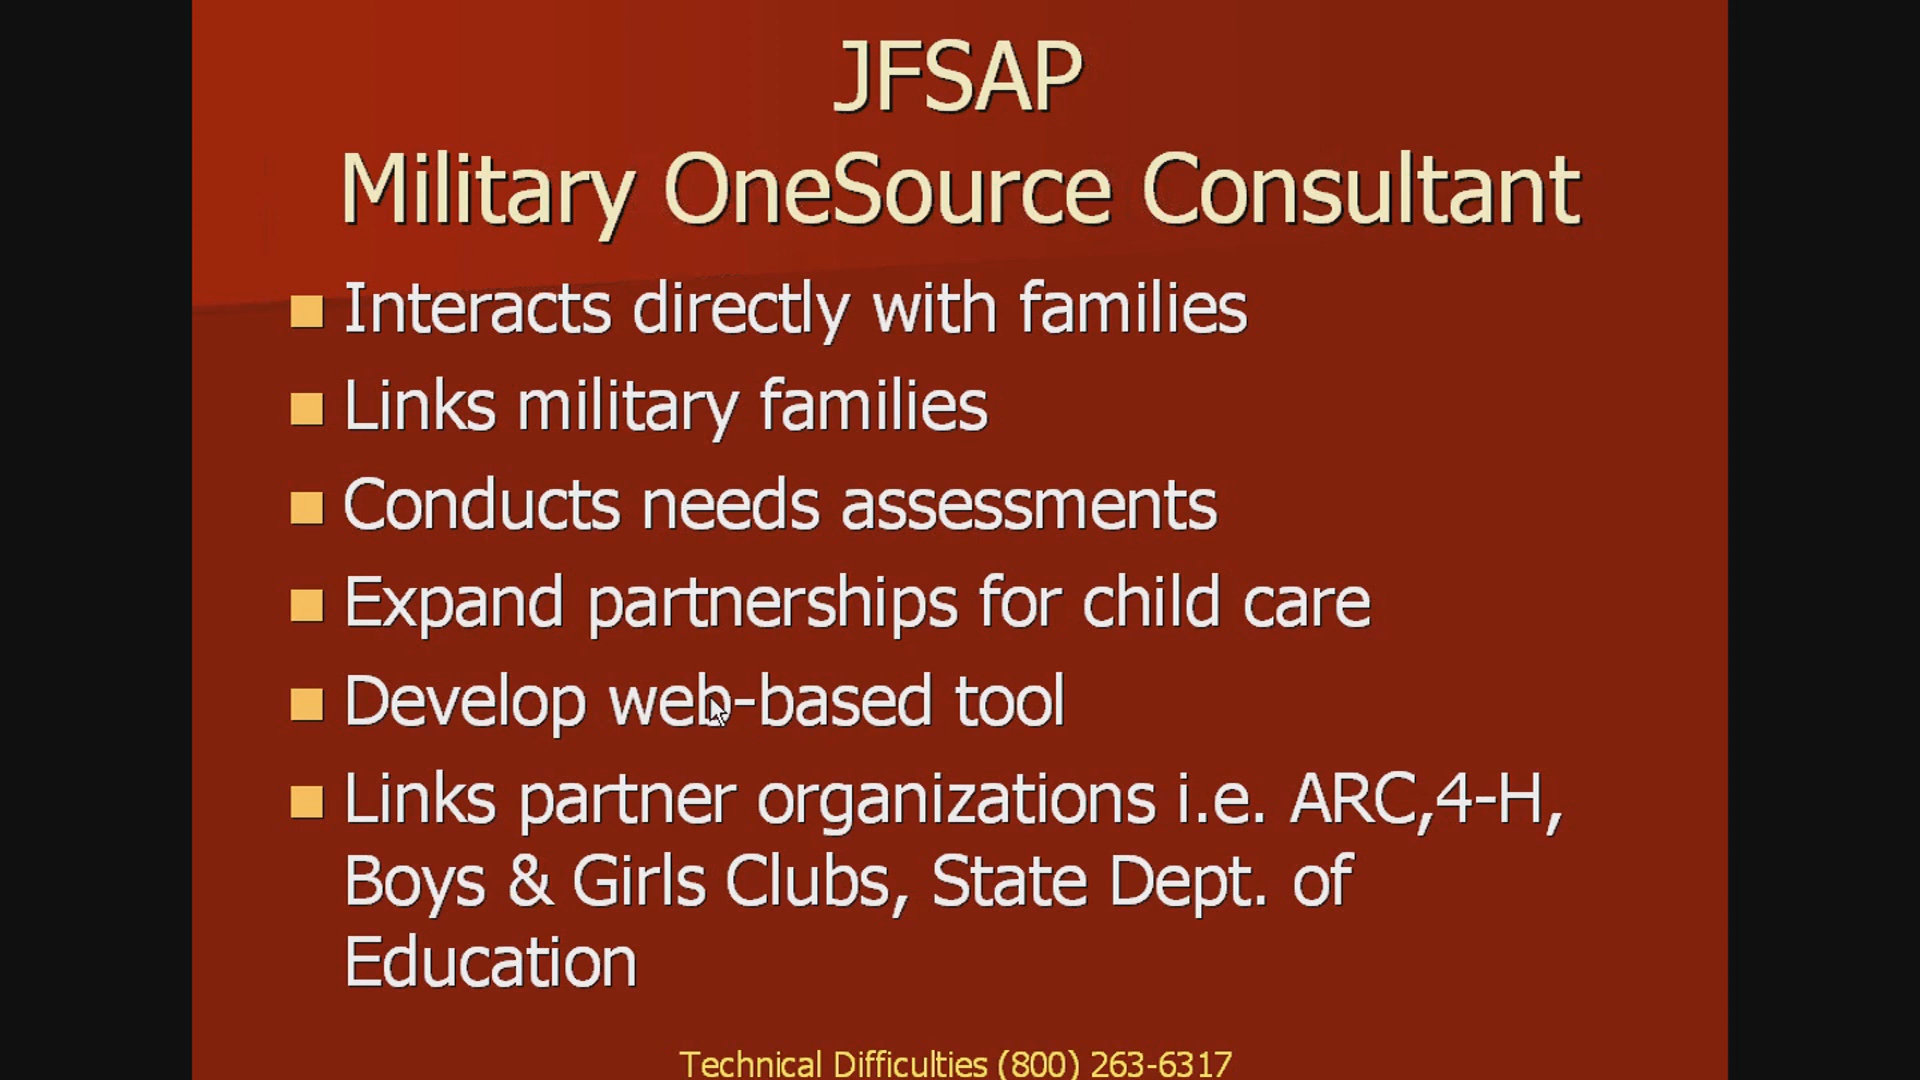 JFSAP
Military OneSource Consultant
Interacts directly with families
Links military families
Conducts needs assessments
Expand partnerships for child care
Develop web-based tool
Links partner organizations i.e. ARC,4-H,
Boys & Girls Clubs, State Dept. of
Education
Technical Difficulties (800) 263-6317